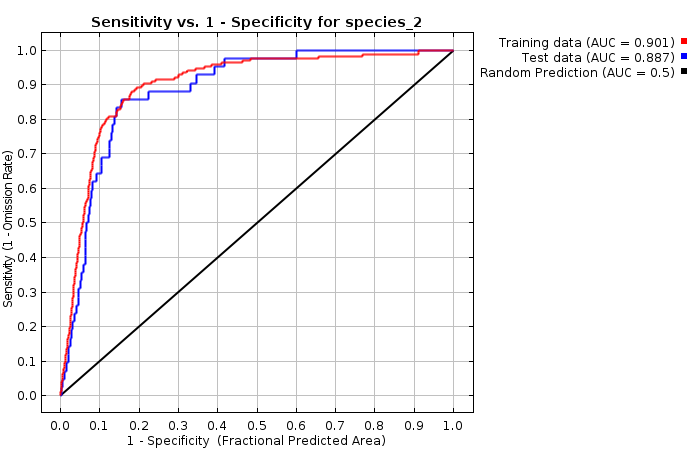 Sensitivity vs. 1 - Specificity for species_2
Training data (AUC = 0.901)
Test data (AUC = 0.887)
Random Prediction (AUC = 0.5)
Sensitivity (1 - Omission Rate)
1.0
0.9
0.8
0.7
0.6
0.5
0.4
0.3
0.2
0.1
0.0
0.0 0.1 0.2 0.3 0.4 0.5 0.6 0.7 0.8 0.9 1.0
1 - Specificity (Fractional Predicted Area)